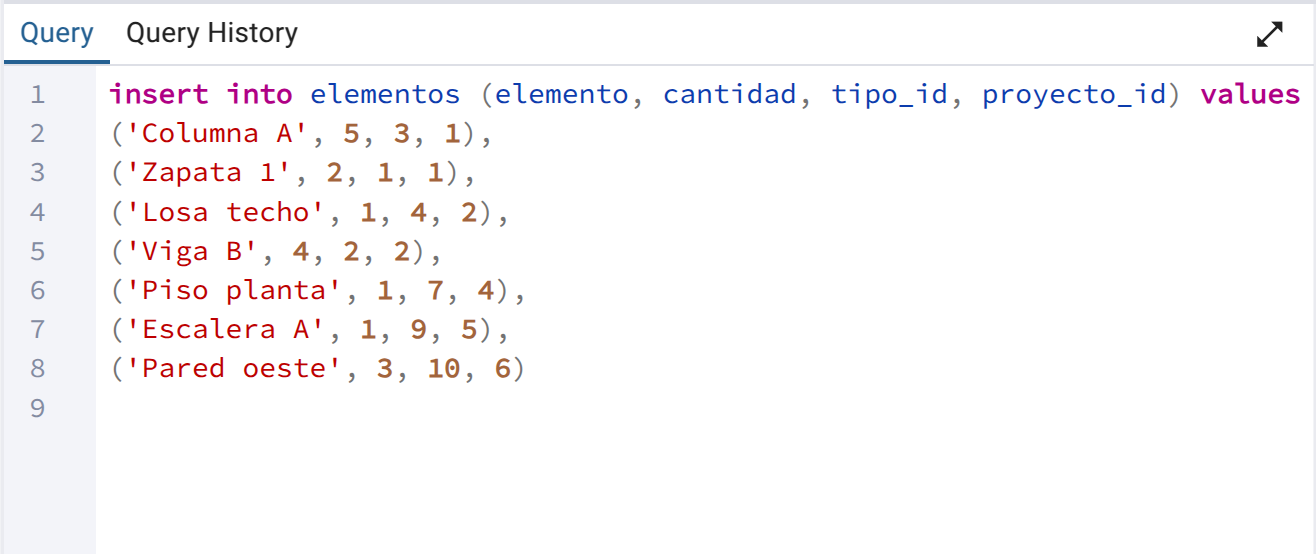 Query Query History
1 insert into elementos (elemento, cantidad, tipo_id, proyecto_id) values
2 ('Columna A', 5, 3, 1),
3 ('Zapata 1', 2, 1, 1),
4 ('Losa techo', 1, 4, 2),
5 ('Viga B', 4, 2, 2),
6 ('Piso planta', 1, 7, 4),
7 ('Escalera A', 1, 9, 5),
8 ('Pared oeste', 3, 10, 6)
9